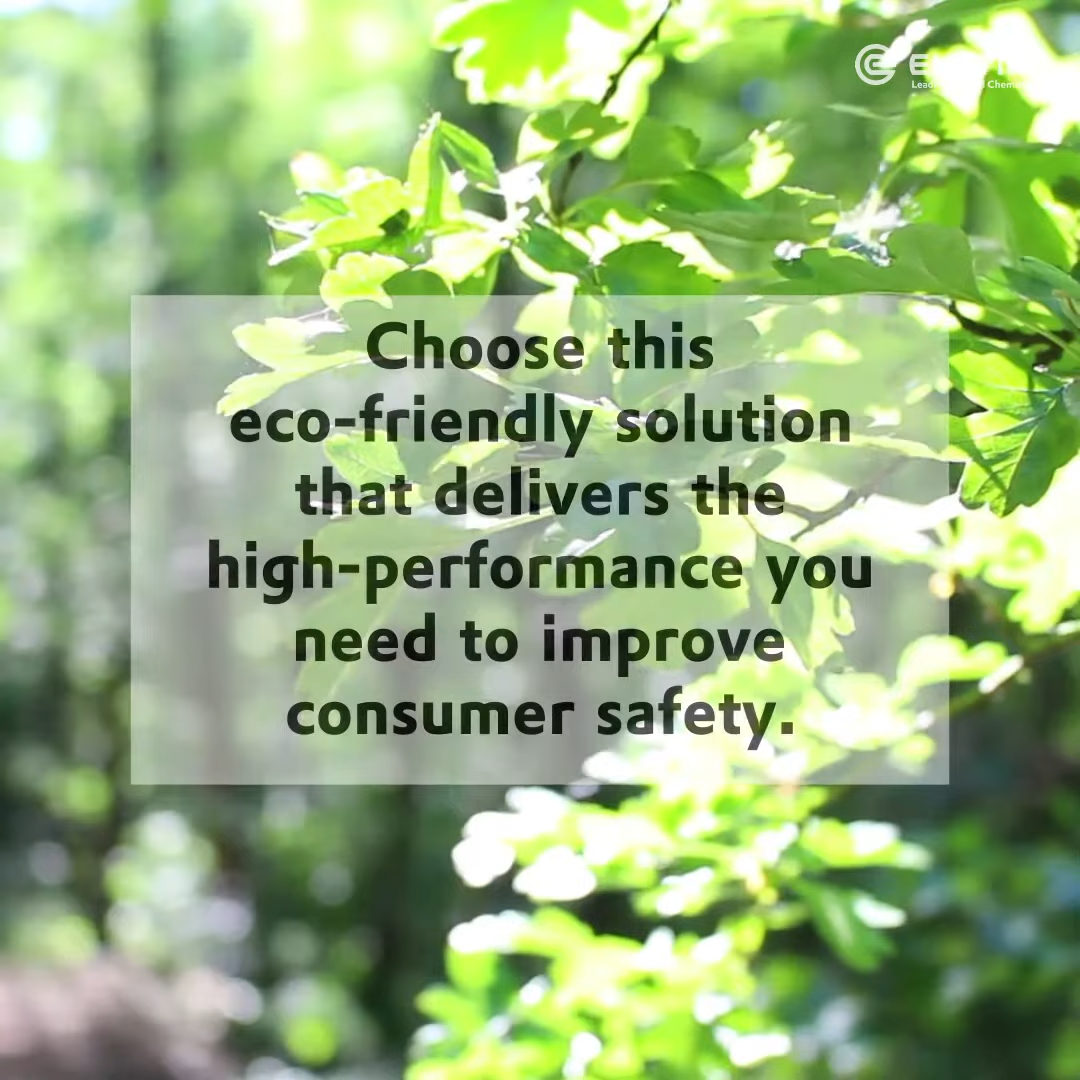 Choose this
eco-friendly solution
that delivers the
high-performance you
need to improve
consumer safety.